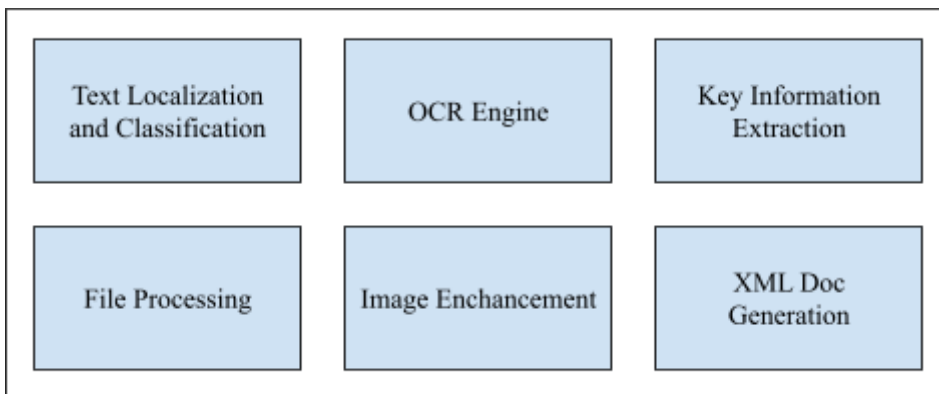 Text Localization
and Classification
OCR Engine
Key Information
Extraction
File Processing
Image Enchancement
XML Doc
Generation